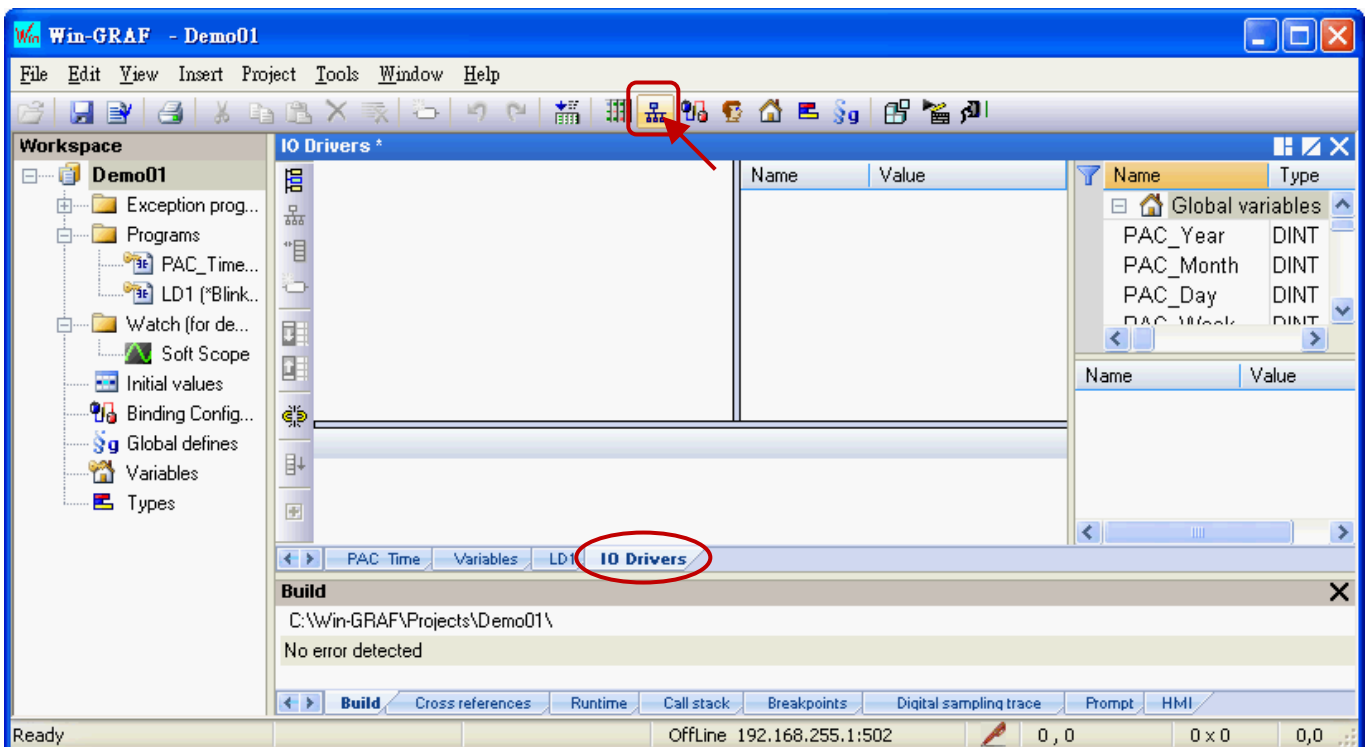 Win-GRAF - Demo01
File Edit View Insert Project Tools Window Help
Workspace
Demo01
Exception prog...
Programs
PAC_Time...
LD1 (*Blink..
Watch (for de...
Soft Scope
Initial values
Binding Config...
Global defines
Variables
Types
IO Drivers *
Name Value
Name Type
Global variables
PAC_Year DINT
PAC_Month DINT
PAC_Day DINT
PAC_Week DINT
Name Value
PAC_Time Variables LD1 IO Drivers
Build
C:\Win-GRAF\Projects\Demo01\
No error detected
Build Cross references Runtime Call stack Breakpoints Digital sampling trace Prompt HMI
Ready OffLine 192.168.255.1:502 0 , 0 0 x 0 0,0